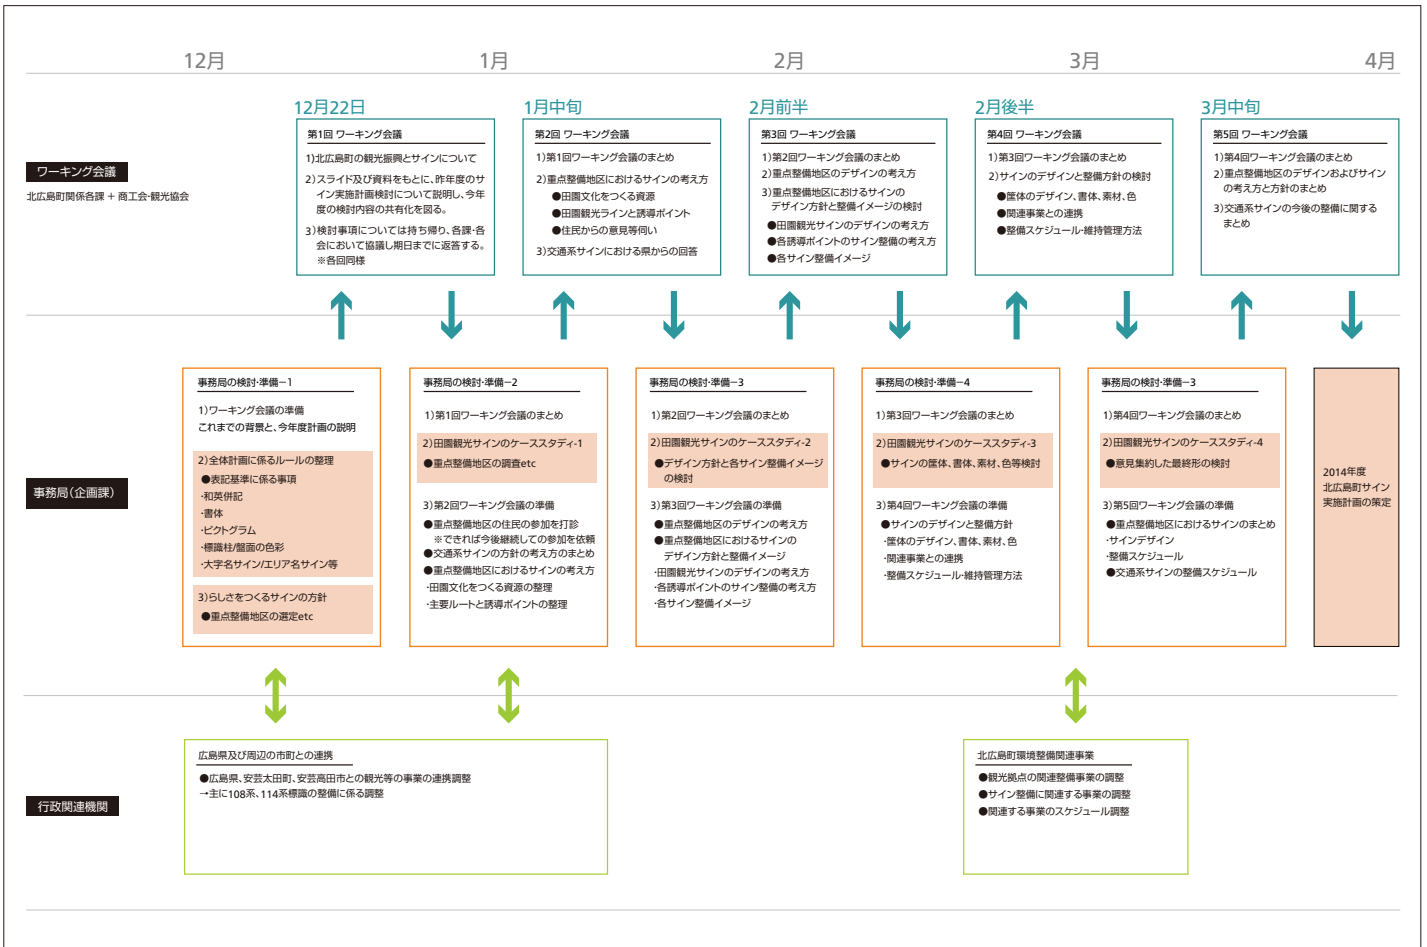 12月
1月
2月
3月
4月
12月22日
1月中旬
2月前半
2月後半
3月中旬
ワーキング会議
北広島町関係各課 + 商工会・観光協会
第1回 ワーキング会議
1)北広島町の観光振興とサインについて
2)スライド及び資料をもとに、昨年度のサ
イン実施計画検討について説明し、今年
度の検討内容の共有化を図る。
3)検討事項については持ち帰り、各課・各
会において協議し期日までに返答する。
※各回同様
第2回 ワーキング会議
1)第1回ワーキング会議のまとめ
2)重点整備地区におけるサインの考え方
●田園文化をつくる資源
●田園観光ラインと誘導ポイント
●住民からの意見等伺い
3)交通系サインにおける県からの回答
第3回 ワーキング会議
1)第2回ワーキング会議のまとめ
2)重点整備地区のデザインの考え方
3)重点整備地区におけるサインの
デザイン方針と整備イメージの検討
●田園観光サインのデザインの考え方
●各誘導ポイントのサイン整備の考え方
●各サイン整備イメージ
第4回 ワーキング会議
1)第3回ワーキング会議のまとめ
2)サインのデザインと整備方針の検討
●筐体のデザイン、書体、素材、色
●関連事業との連携
●整備スケジュール・維持管理方法
第5回 ワーキング会議
1)第4回ワーキング会議のまとめ
2)重点整備地区のデザインおよびサイン
の考え方と方針のまとめ
3)交通系サインの今後の整備に関する
まとめ
事務局(企画課)
事務局の検討・準備－1
1)ワーキング会議の準備
これまでの背景と、今年度計画の説明
2)全体計画に係るルールの整理
●表記基準に係る事項
・和英併記
・書体
・ピクトグラム
・標識柱/盤面の色彩
・大字名サイン/エリア名サイン等
3)らしさをつくるサインの方針
●重点整備地区の選定etc
事務局の検討・準備－2
1)第1回ワーキング会議のまとめ
2)田園観光サインのケーススタディ-1
●重点整備地区の調査etc
3)第2回ワーキング会議の準備
●重点整備地区の住民の参加を打診
※できれば今後継続しての参加を依頼
●交通系サインの方針の考え方のまとめ
●重点整備地区におけるサインの考え方
・田園文化をつくる資源の整理
・主要ルートと誘導ポイントの整理
事務局の検討・準備－3
1)第2回ワーキング会議のまとめ
2)田園観光サインのケーススタディ-2
●デザイン方針と各サイン整備イメージ
の検討
3)第3回ワーキング会議の準備
●重点整備地区のデザインの考え方
●重点整備地区におけるサインの
デザイン方針と整備イメージ
・田園観光サインのデザインの考え方
・各誘導ポイントのサイン整備の考え方
・各サイン整備イメージ
事務局の検討・準備－4
1)第3回ワーキング会議のまとめ
2)田園観光サインのケーススタディ-3
●サインの筐体、書体、素材、色等検討
3)第4回ワーキング会議の準備
●サインのデザインと整備方針
・筐体のデザイン、書体、素材、色
・関連事業との連携
・整備スケジュール・維持管理方法
事務局の検討・準備－3
1)第4回ワーキング会議のまとめ
2)田園観光サインのケーススタディ-4
●意見集約した最終形の検討
3)第5回ワーキング会議の準備
●重点整備地区におけるサインのまとめ
・サインデザイン
・整備スケジュール
●交通系サインの整備スケジュール
2014年度
北広島町サイン
実施計画の策定
行政関連機関
広島県及び周辺の市町との連携
●広島県、安芸太田町、安芸高田市との観光等の事業の連携調整
→主に108系、114系標識の整備に係る調整
北広島町環境整備関連事業
●観光拠点の関連整備事業の調整
●サイン整備に関連する事業の調整
●関連する事業のスケジュール調整